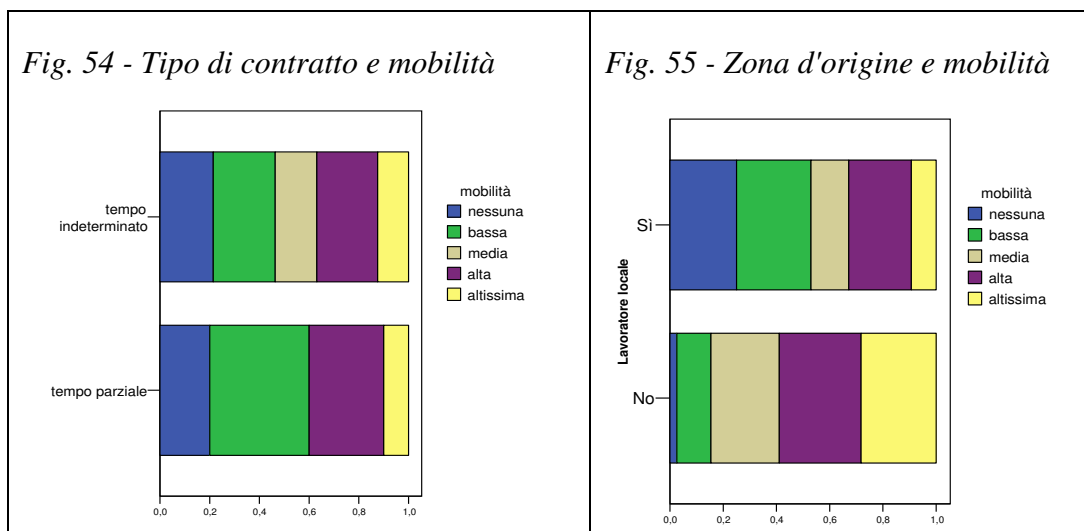 Fig. 54 - Tipo di contratto e mobilità
tempo
indeterminato
tempo parziale
0,0 0,2 0,4 0,6 0,8 1,0
mobilità
nessuna
bassa
media
alta
altissima
Fig. 55 - Zona d'origine e mobilità
Lavoratore locale
Sì
No
0,0 0,2 0,4 0,6 0,8 1,0
mobilità
nessuna
bassa
media
alta
altissima